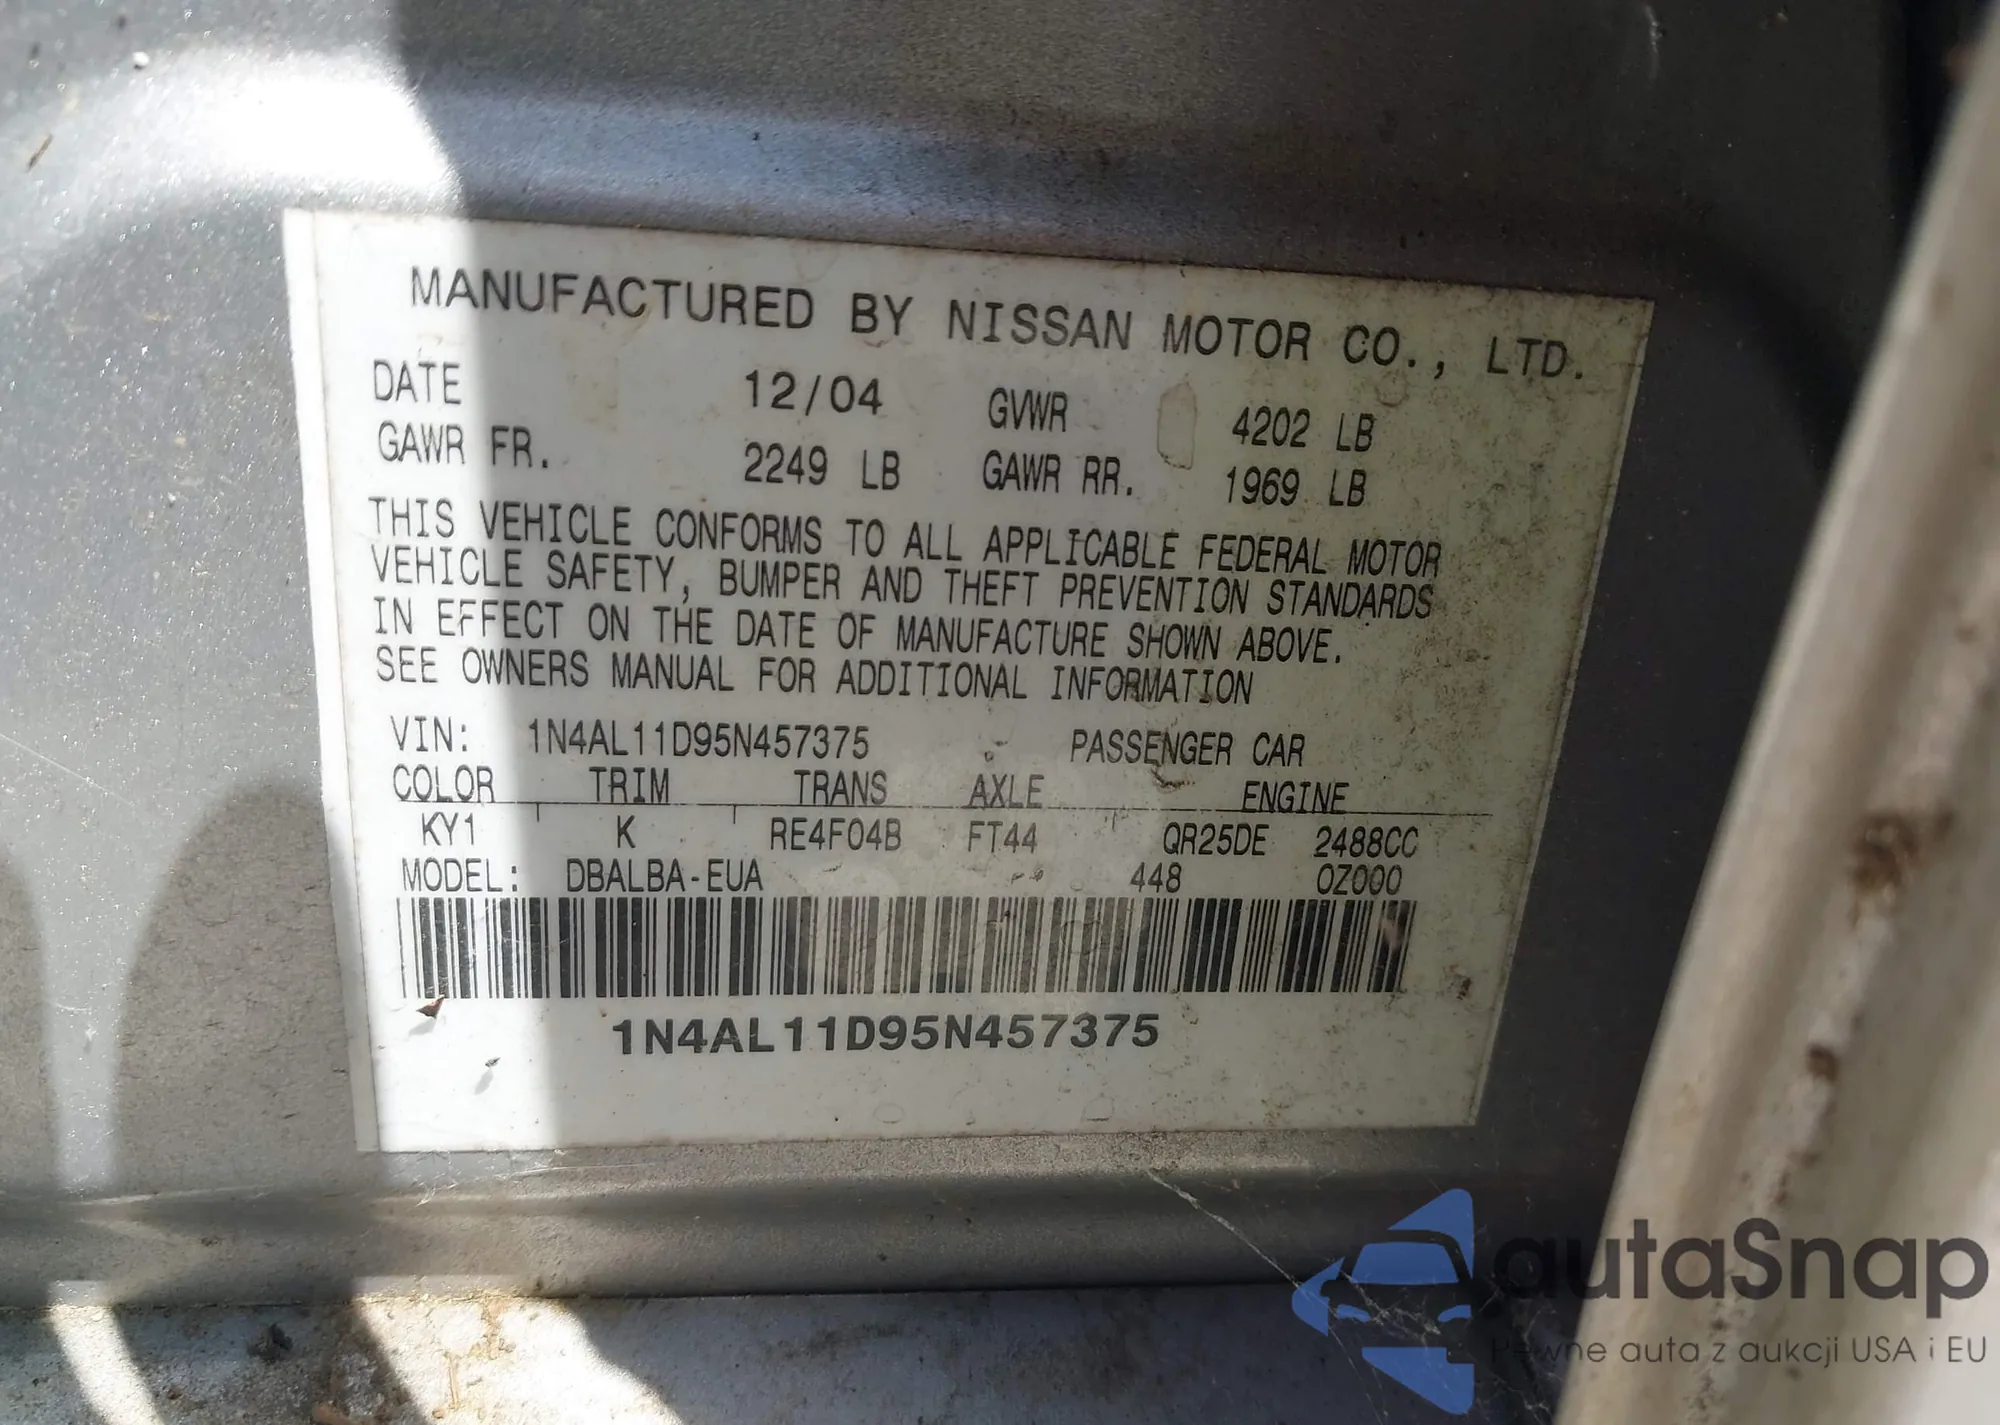 MANUFACTURED BY NISSAN MOTOR CO., LTD.
DATE 12/04 GVWR 4202 LB
GAWR FR. 2249 LB GAWR RR. 1969 LB
THIS VEHICLE CONFORMS TO ALL APPLICABLE FEDERAL MOTOR
VEHICLE SAFETY, BUMPER AND THEFT PREVENTION STANDARDS
IN EFFECT ON THE DATE OF MANUFACTURE SHOWN ABOVE.
SEE OWNERS MANUAL FOR ADDITIONAL INFORMATION
VIN: 1N4AL11D95N457375 PASSENGER CAR
COLOR TRIM TRANS AXLE ENGINE
KY1 K RE4F04B FT44 QR25DE 2488CC
MODEL: DBALBA-EUA 448 0Z000
1N4AL11D95N457375
autaSnap
Pewne auta z aukcji USA i EU